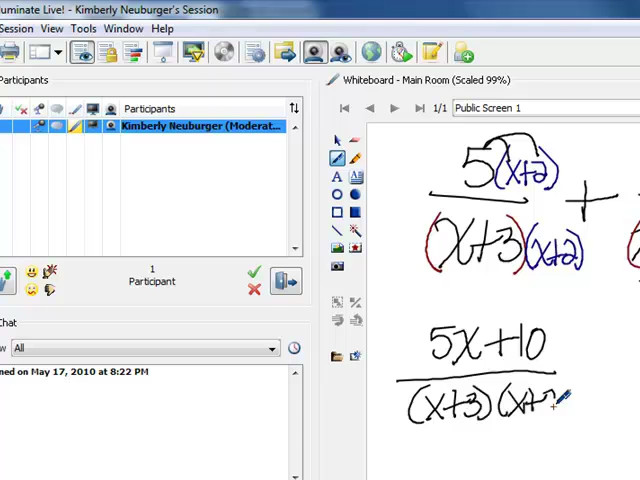 luminate Live! - Kimberly Neuburger's Session
Session View Tools Window Help
Participants
Participants
Kimberly Neuburger (Moderat...
1
Participant
Chat
All
ned on May 17, 2010 at 8:22 PM
Whiteboard - Main Room (Scaled 99%)
1/1 Public Screen 1
A A
5(x+2)
(x+3)(x+2)
+
5x+10
(x+3)(x+